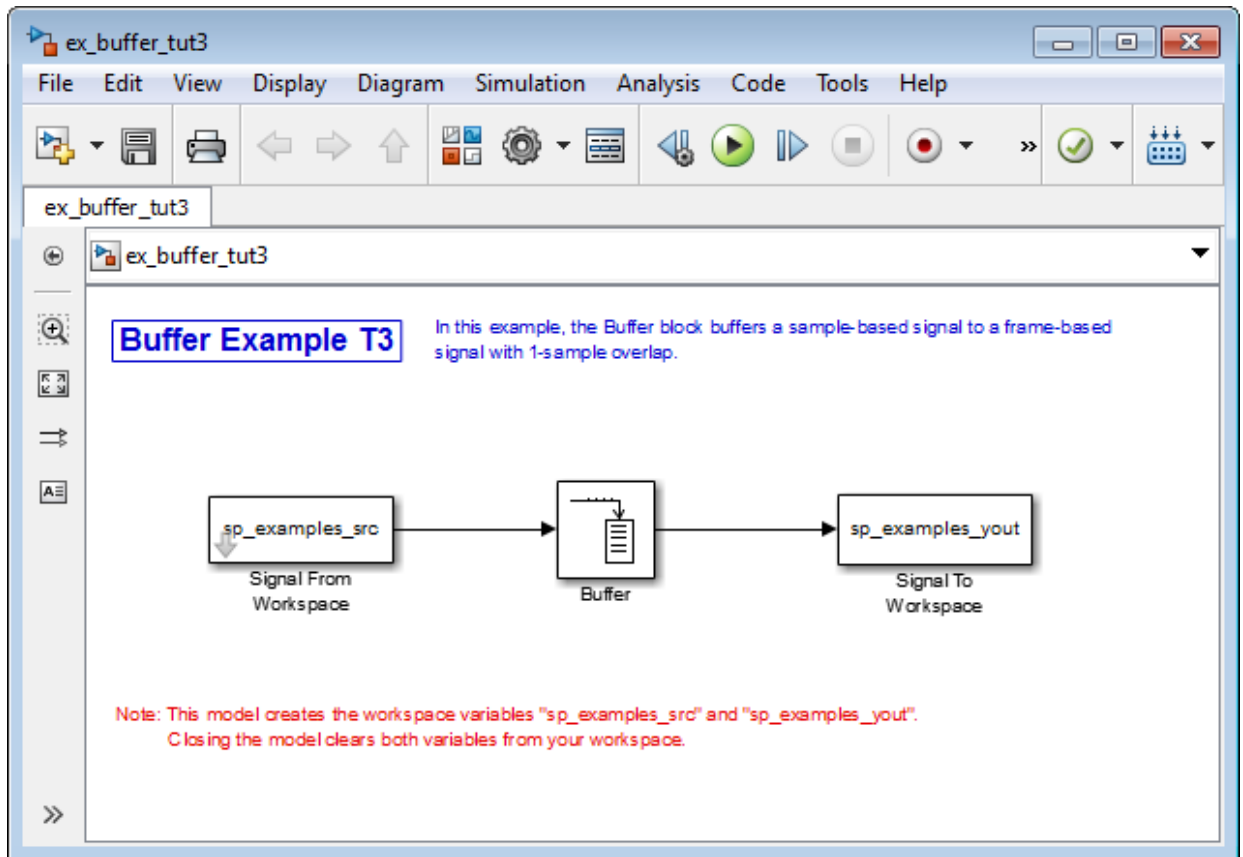 ex_buffer_tut3
File Edit View Display Diagram Simulation Analysis Code Tools Help
ex_buffer_tut3
ex_buffer_tut3
Buffer Example T3
In this example, the Buffer block buffers a sample-based signal to a frame-based
signal with 1-sample overlap.
sp_examples_src
Signal From
Workspace
Buffer
sp_examples_yout
Signal To
Workspace
Note: This model creates the workspace variables "sp_examples_src" and "sp_examples_yout".
Closing the model clears both variables from your workspace.